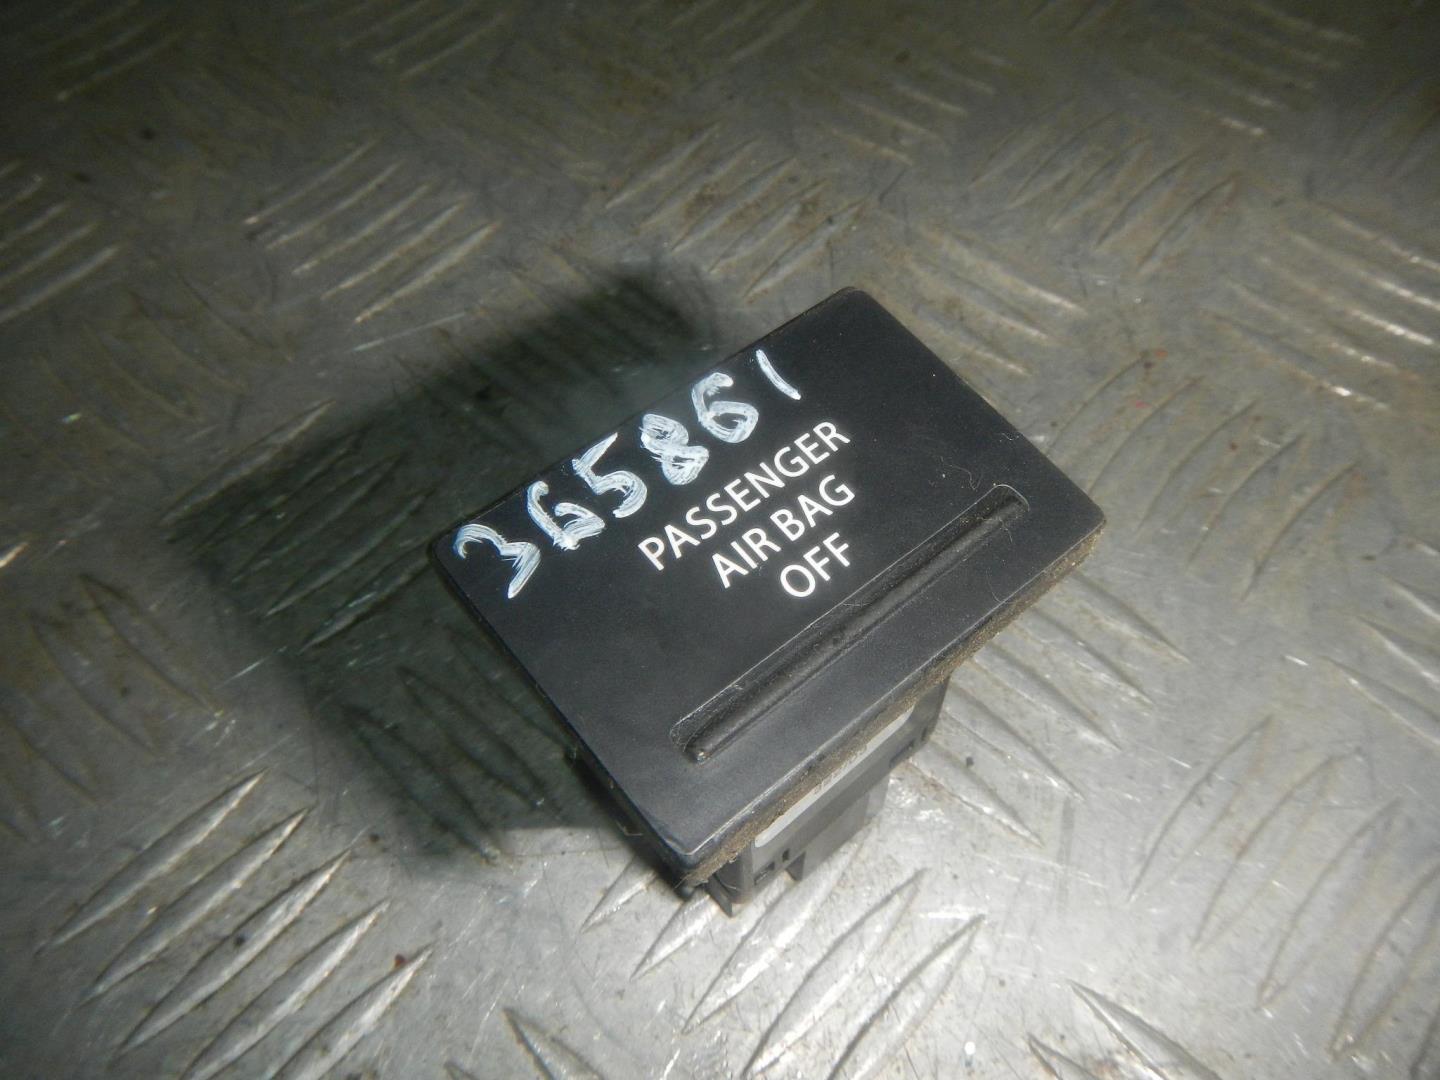 365861
PASSENGER
AIR BAG
OFF